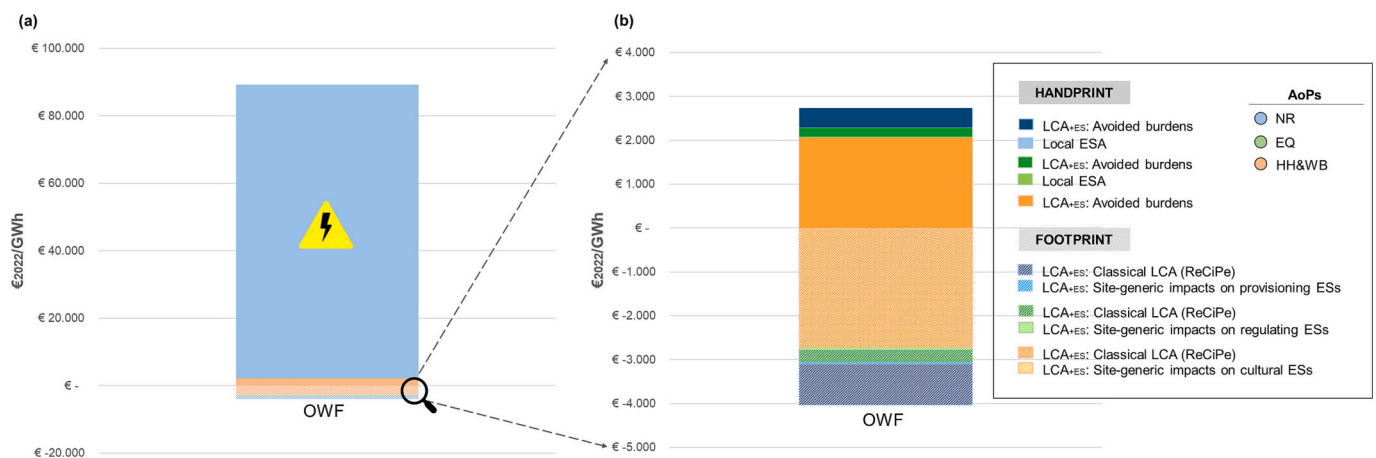 (a)
€ 100.000
€ 80.000
€ 60.000
€ 40.000
€ 20.000
€ -
€ -20.000
€2022/GWh
OWF
(b)
€ 4.000
€ 3.000
€ 2.000
€ 1.000
€ -
€ -1.000
€ -2.000
€ -3.000
€ -4.000
€ -5.000
€2022/GWh
OWF
HANDPRINT
LCA+ES: Avoided burdens
Local ESA
LCA+ES: Avoided burdens
Local ESA
LCA+ES: Avoided burdens
AoPs
NR
EQ
HH&WB
FOOTPRINT
LCA+ES: Classical LCA (ReCiPe)
LCA+ES: Site-generic impacts on provisioning ESs
LCA+ES: Classical LCA (ReCiPe)
LCA+ES: Site-generic impacts on regulating ESs
LCA+ES: Classical LCA (ReCiPe)
LCA+ES: Site-generic impacts on cultural ESs